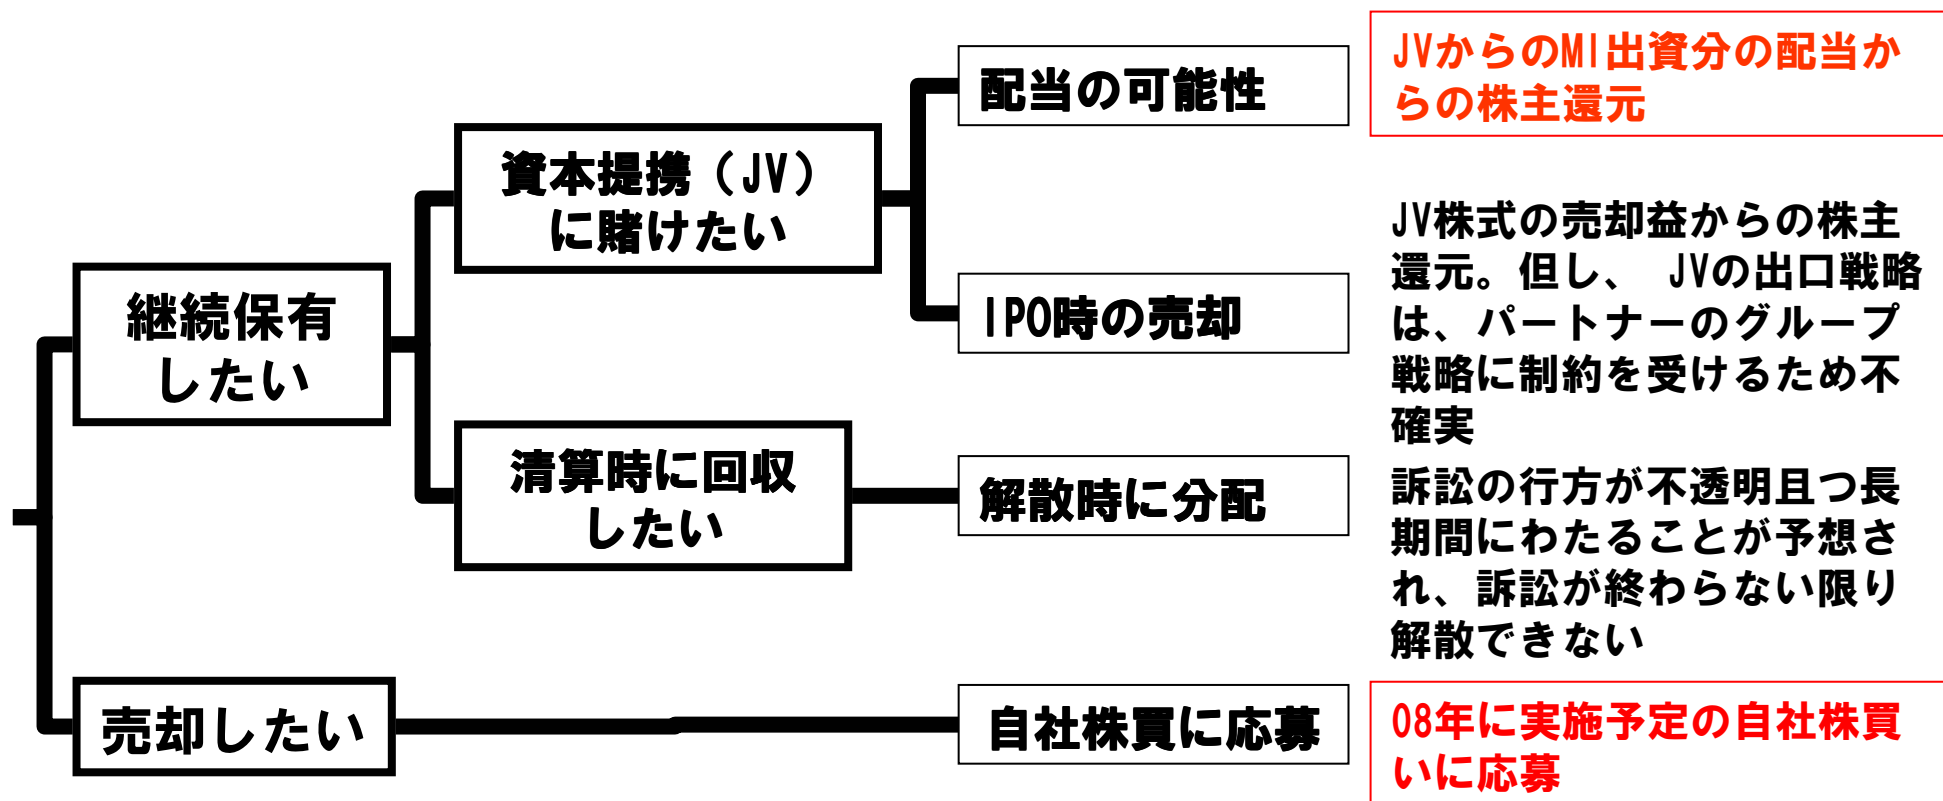 継続保有
したい
売却したい
資本提携（JV）
に賭けたい
清算時に回収
したい
配当の可能性
IPO時の売却
解散時に分配
自社株買に応募
JVからのMI出資分の配当か
らの株主還元
JV株式の売却益からの株主
還元。但し、 JVの出口戦略
は、パートナーのグループ
戦略に制約を受けるため不
確実
訴訟の行方が不透明且つ長
期間にわたることが予想さ
れ、訴訟が終わらない限り
解散できない
08年に実施予定の自社株買
いに応募